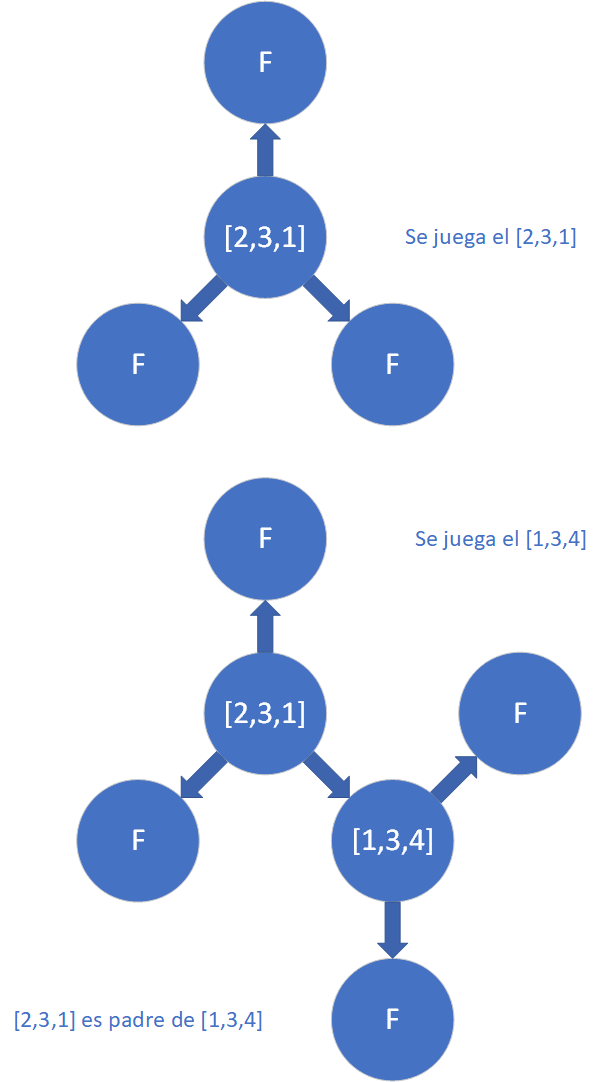 F
[2,3,1]
Se juega el [2,3,1]
F
F
F
Se juega el [1,3,4]
[2,3,1]
F
F
[1,3,4]
[2,3,1] es padre de [1,3,4]
F